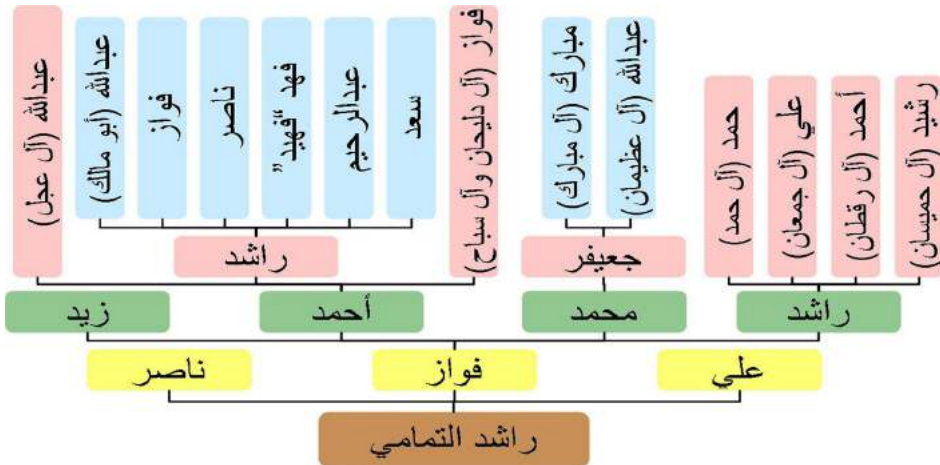 رشيد (آل حميسان)
أحمد (آل رقطان)
علي (آل جمعان)
حمد (آل حمد)
عبدالله (آل عظيمان)
مبارك (آل مبارك)
فواز (آل دليحان وآل سباح)
سعد
عبدالرحيم
فهد “فهيد”
ناصر
فواز
عبدالله (أبو مالك)
عبدالله (آل عجل)
جعيفر
راشد
راشد
محمد
أحمد
زيد
علي
فواز
ناصر
راشد التمامي